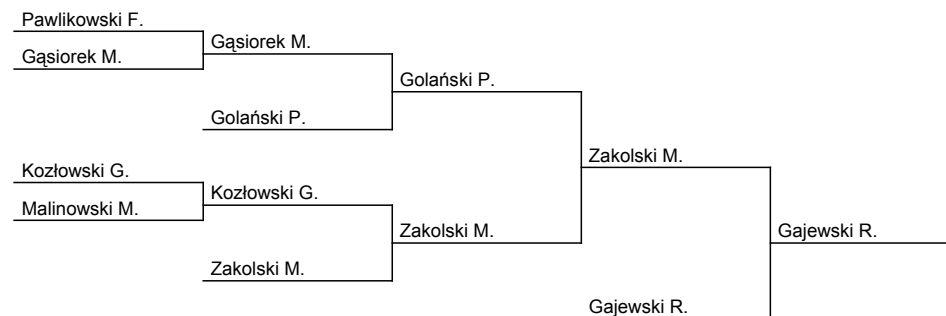 Pawlikowski F.
Gąsiorek M.
Gąsiorek M.
Golański P.
Golański P.
Kozłowski G.
Malinowski M.
Kozłowski G.
Zakolski M.
Zakolski M.
Zakolski M.
Gajewski R.
Gajewski R.